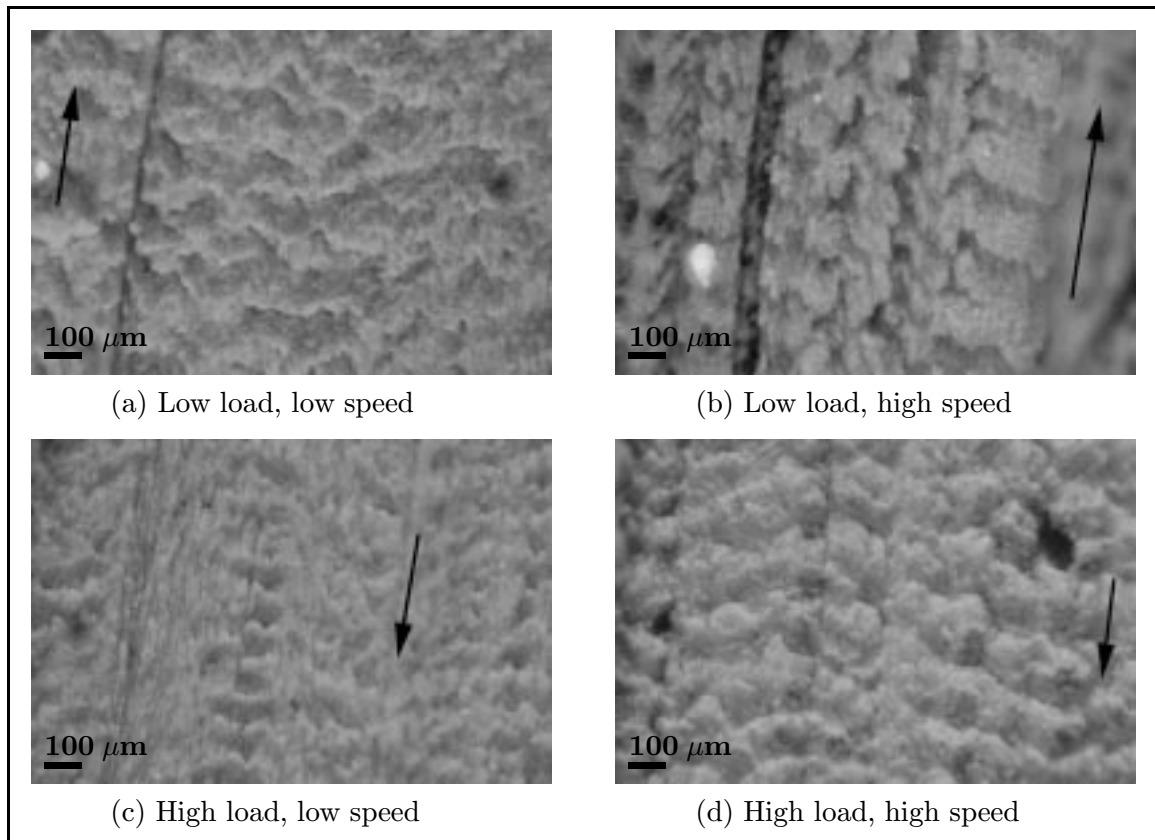 100 μm
100 μm
(a) Low load, low speed
(b) Low load, high speed
100 μm
100 μm
(c) High load, low speed
(d) High load, high speed